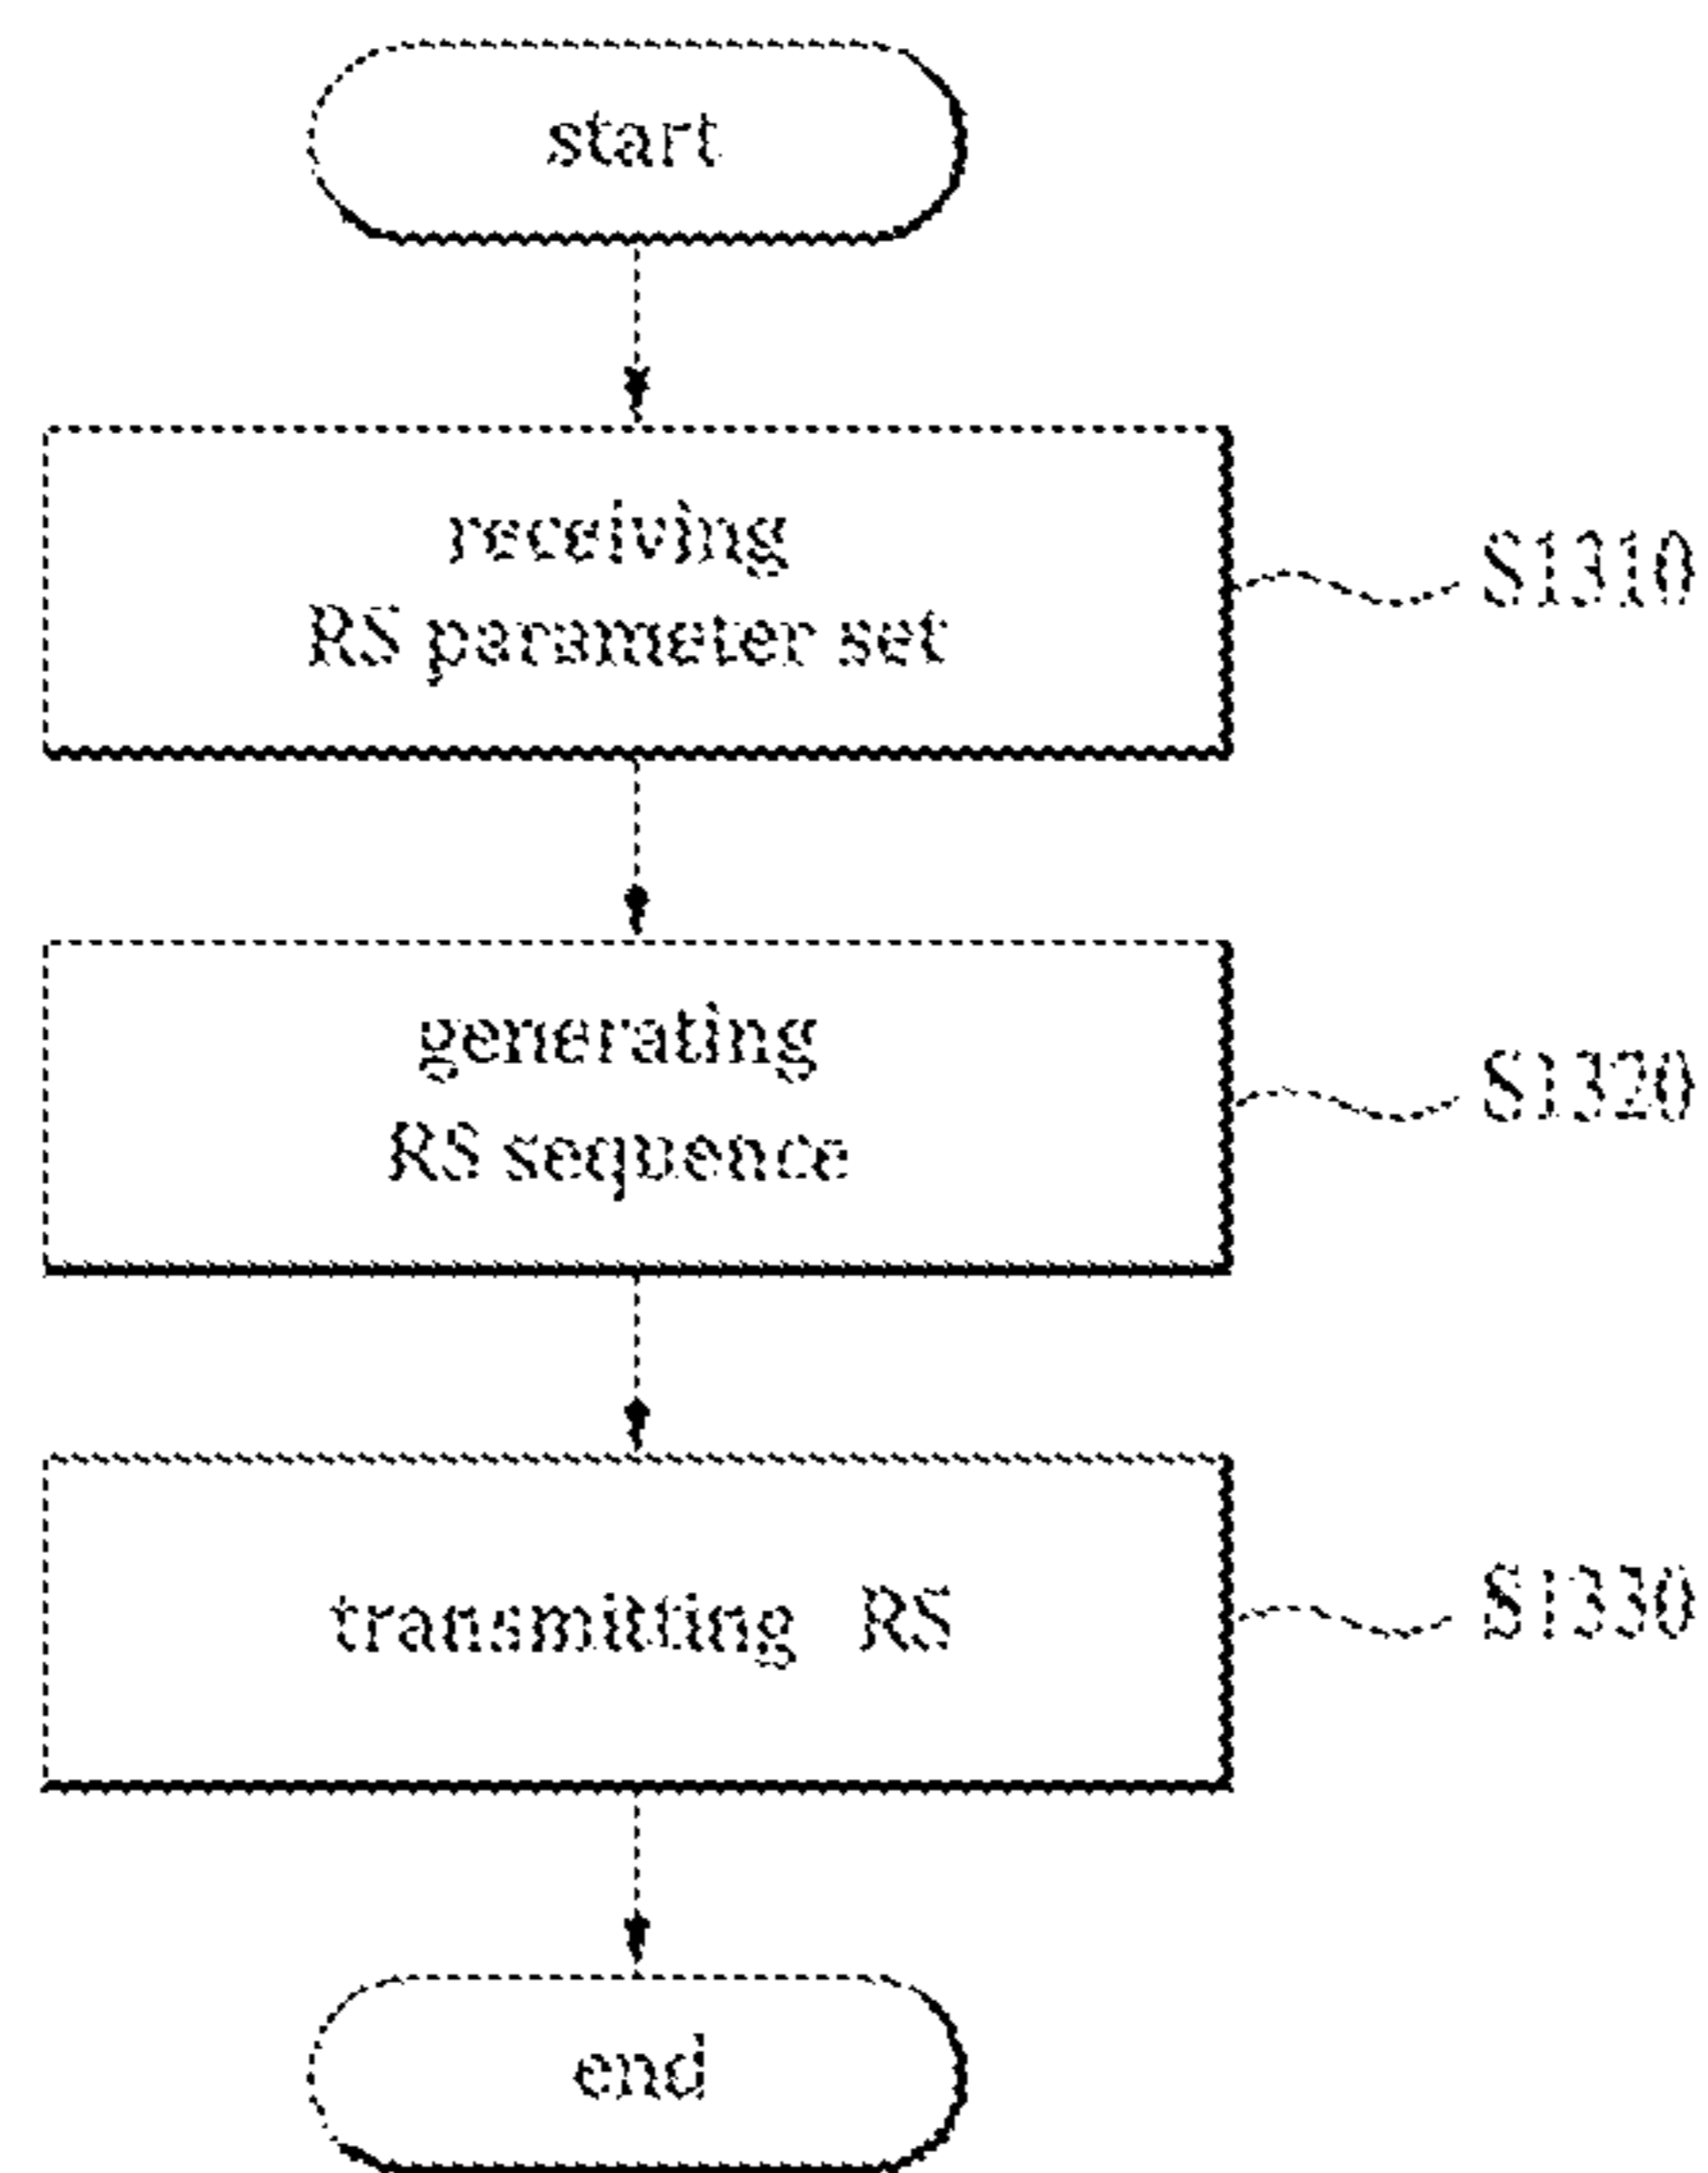 start
receiving
RS parameter set
S1310
generating
RS sequence
S1320
transmitting RS
S1330
end